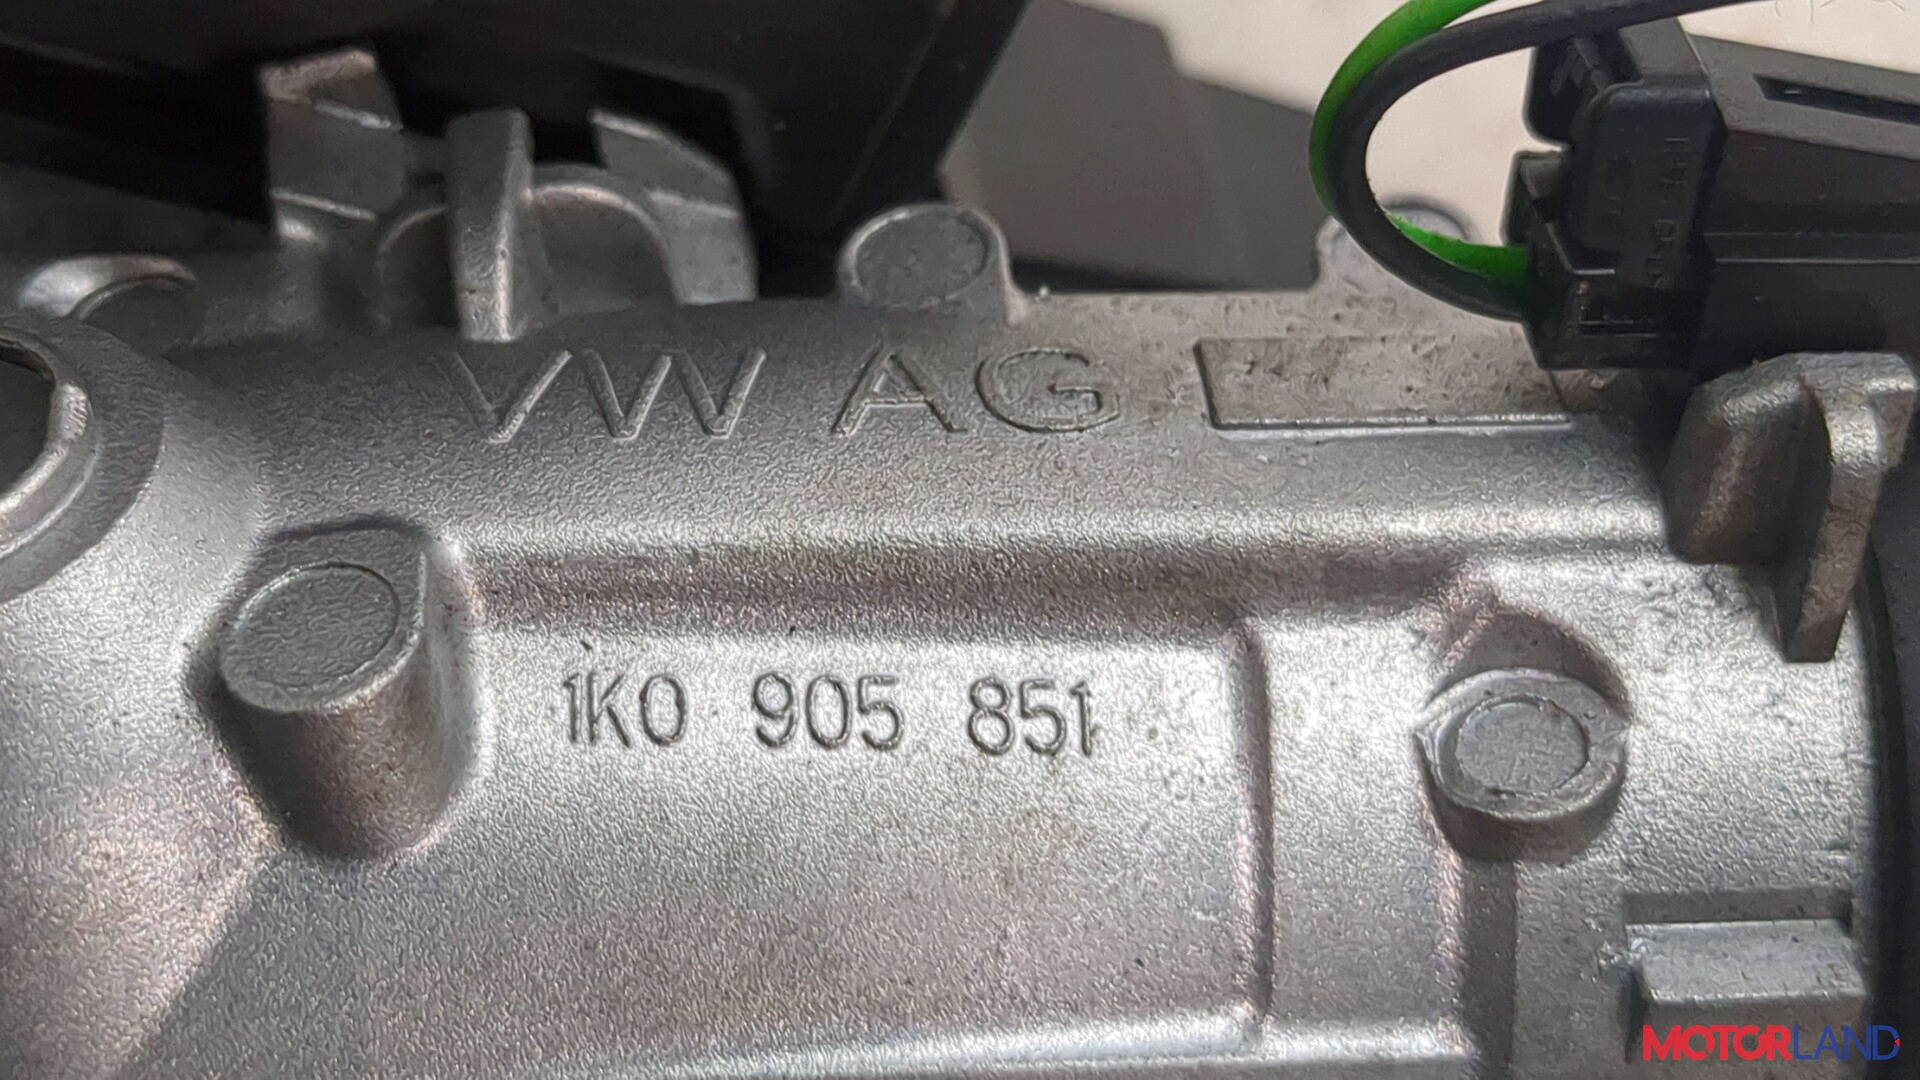 VW AG
1K0 905 851
MOTORLAND